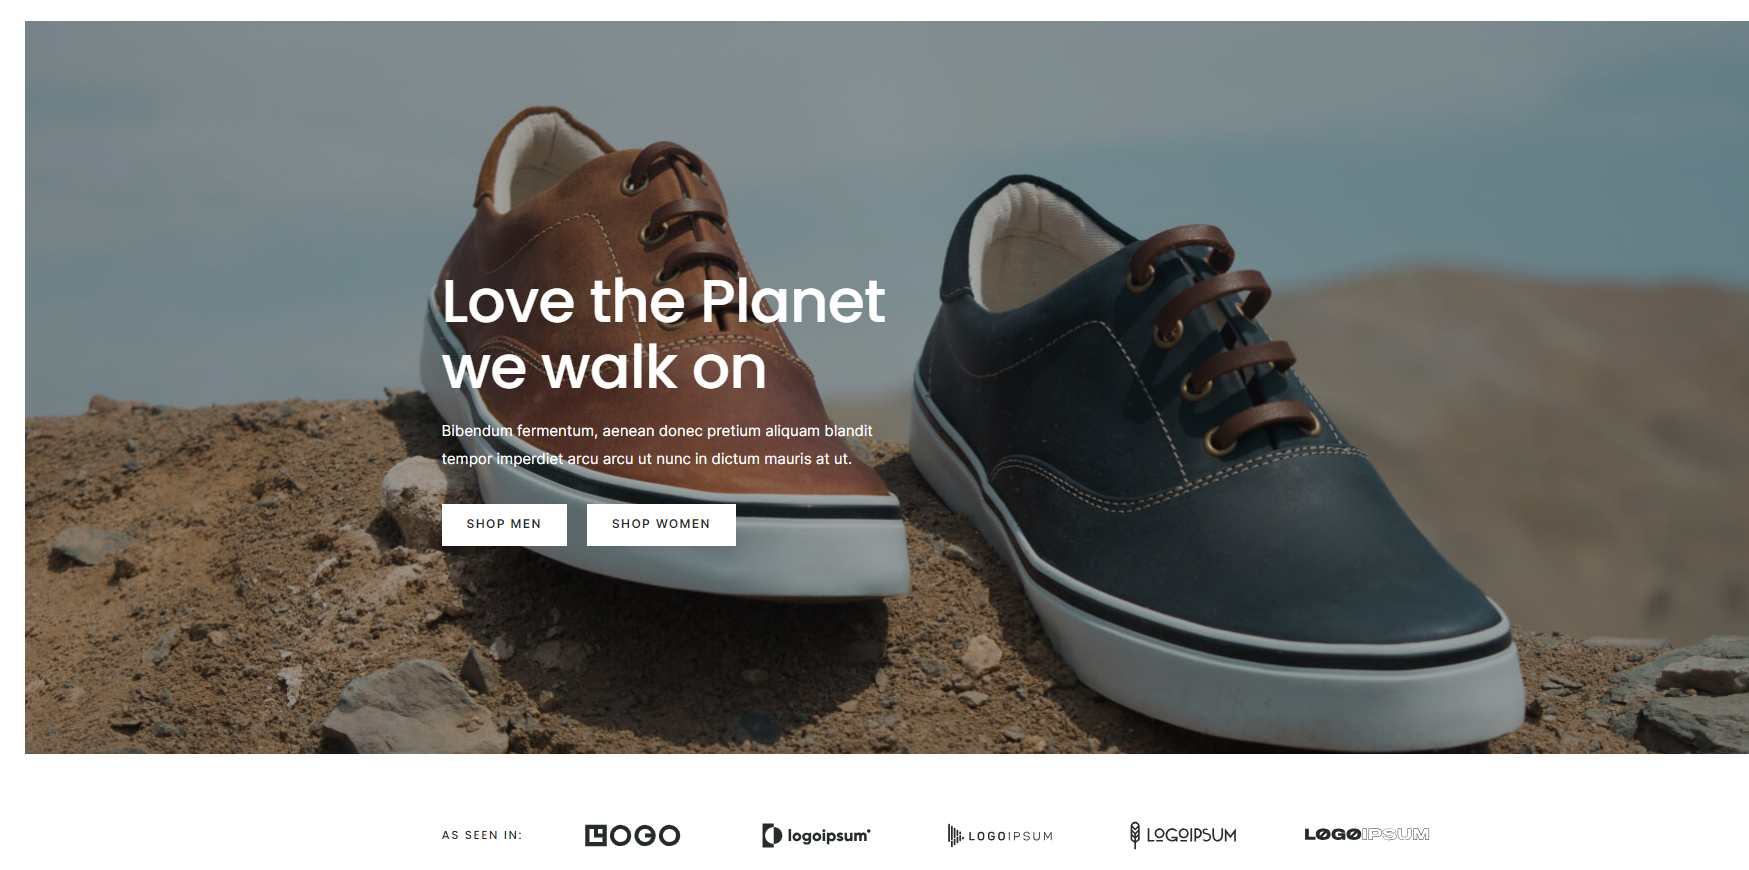 Love the Planet
we walk on
Bibendum fermentum, aenean donec pretium aliquam blandit
tempor imperdiet arcu arcu ut nunc in dictum mauris at ut.
SHOP MEN SHOP WOMEN
AS SEEN IN: LOGO logoipsum LOGOIPSUM LOGOIPSUM LOGOIPSUM